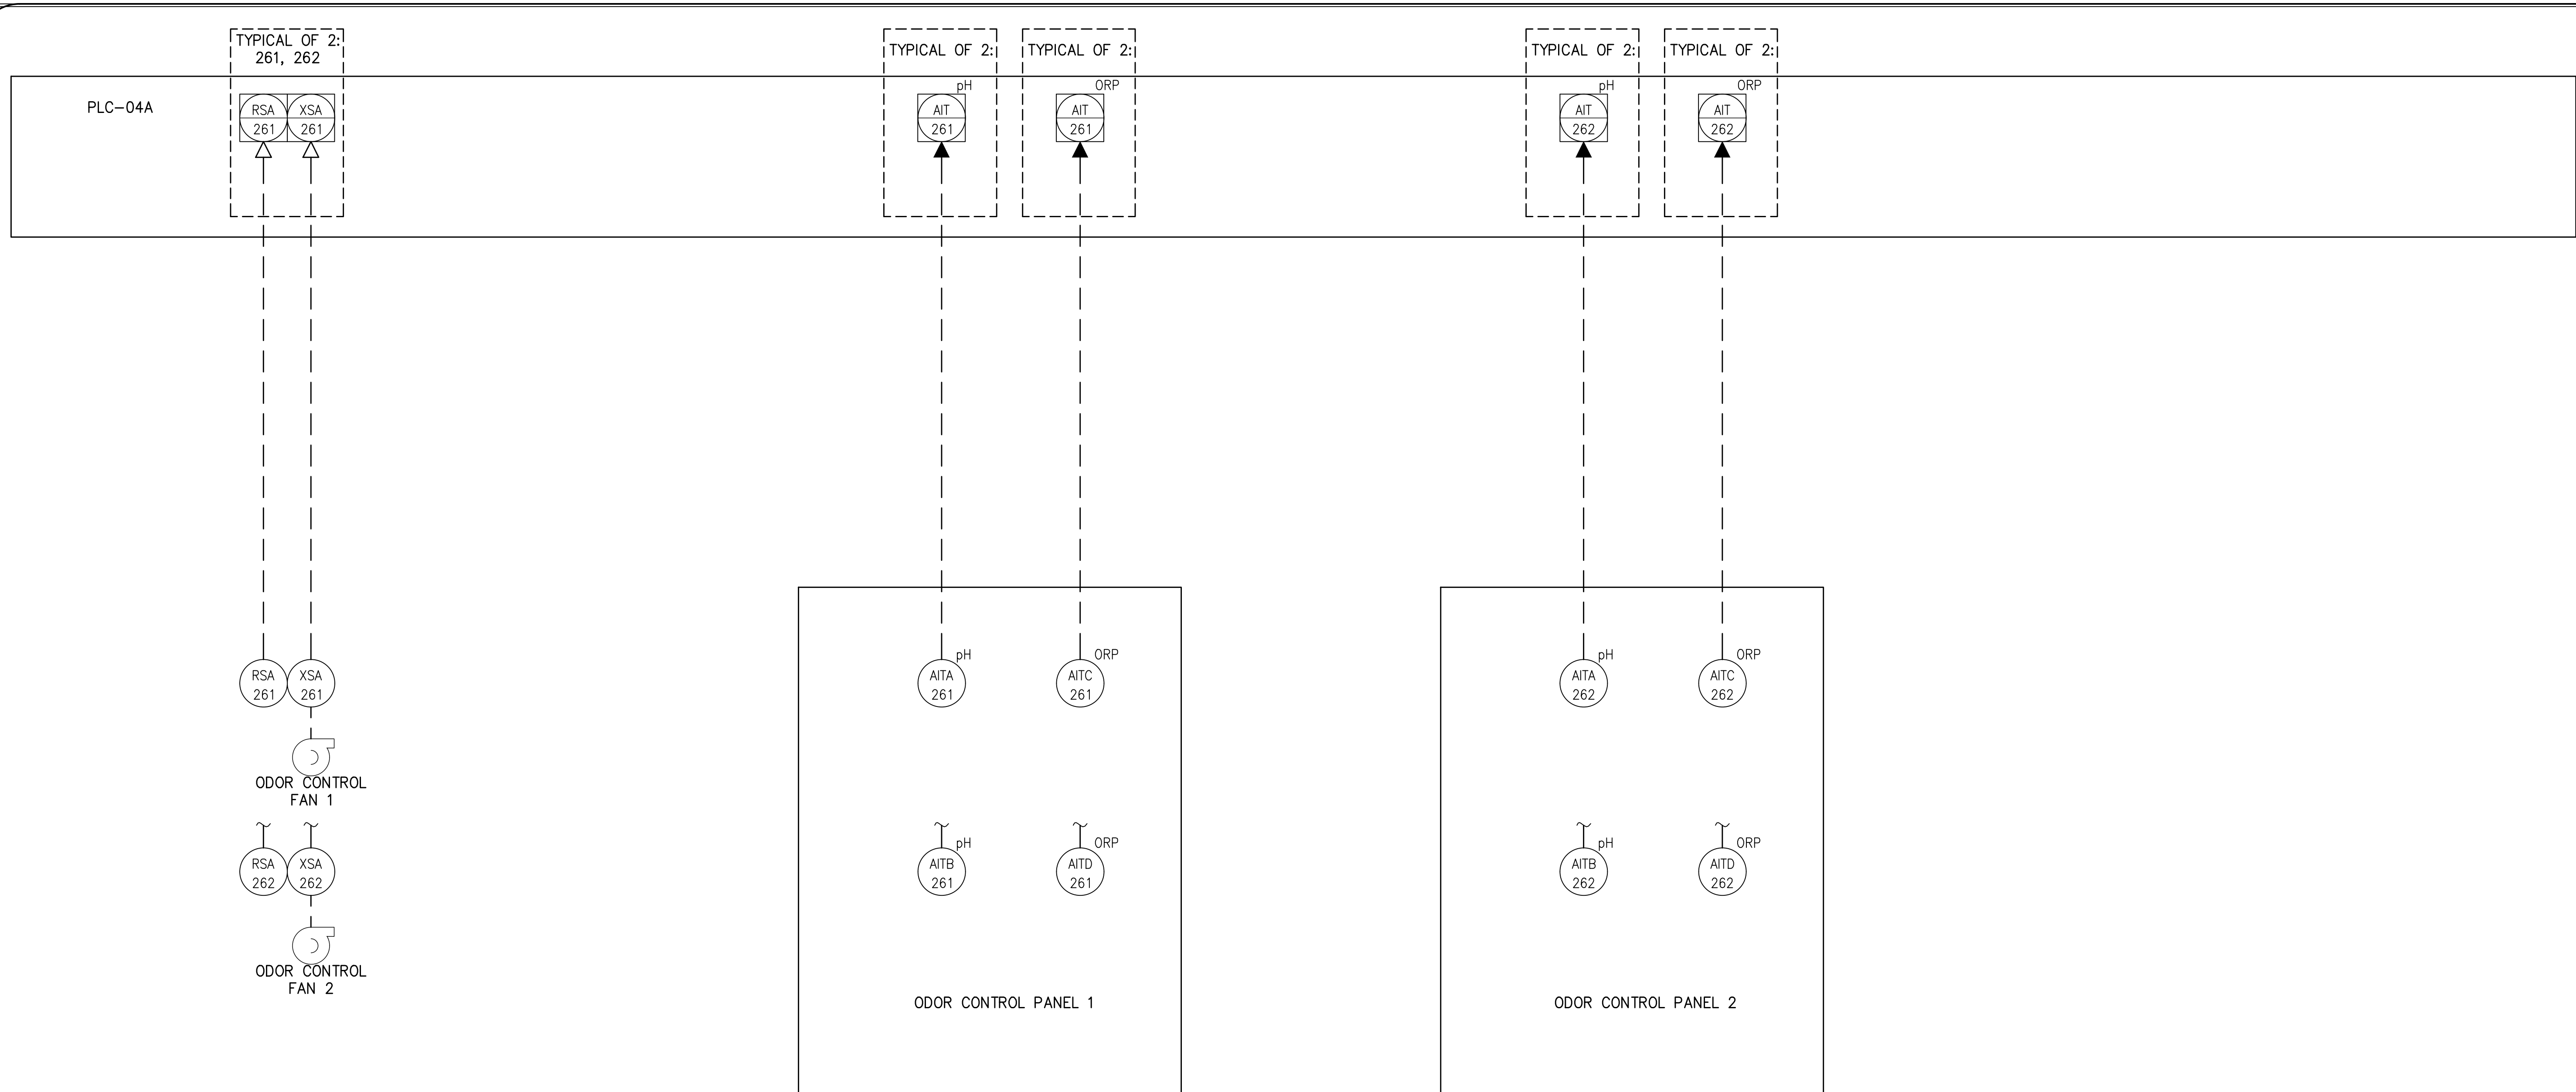 TYPICAL OF 2:
261, 262
TYPICAL OF 2:
TYPICAL OF 2:
TYPICAL OF 2:
TYPICAL OF 2:
PLC-04A
RSA
261
XSA
261
pH
AIT
261
ORP
AIT
261
pH
AIT
262
ORP
AIT
262
RSA
261
XSA
261
ODOR CONTROL
FAN 1
RSA
262
XSA
262
ODOR CONTROL
FAN 2
pH
AITA
261
ORP
AITC
261
pH
AITB
261
ORP
AITD
261
ODOR CONTROL PANEL 1
pH
AITA
262
ORP
AITC
262
pH
AITB
262
ORP
AITD
262
ODOR CONTROL PANEL 2